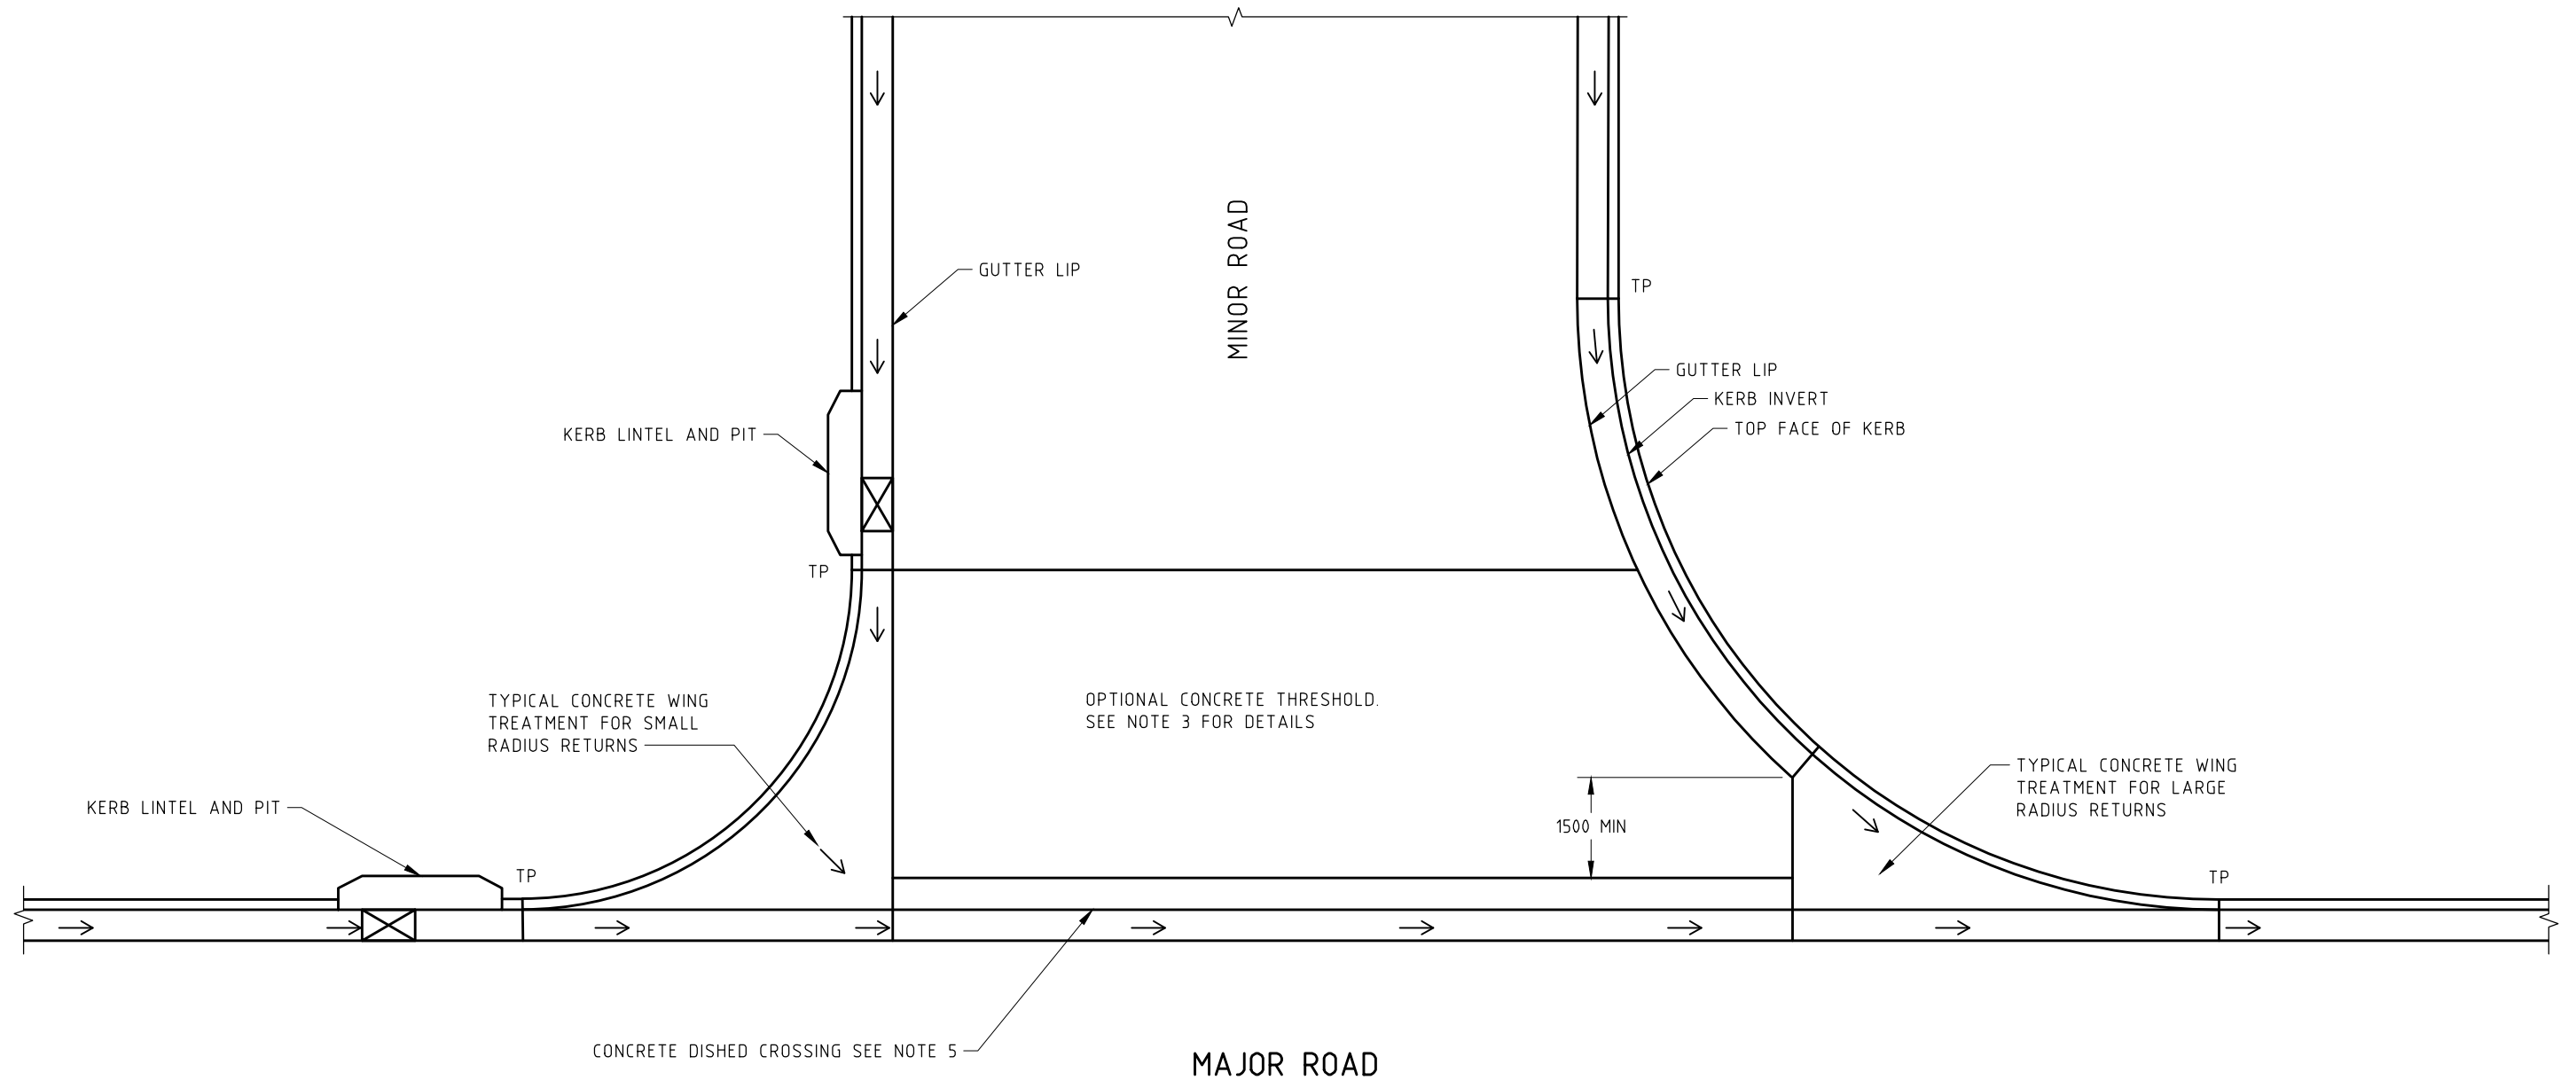 MINOR ROAD
GUTTER LIP
TP
GUTTER LIP
KERB INVERT
TOP FACE OF KERB
KERB LINTEL AND PIT
TP
TYPICAL CONCRETE WING
TREATMENT FOR SMALL
RADIUS RETURNS
OPTIONAL CONCRETE THRESHOLD.
SEE NOTE 3 FOR DETAILS
TYPICAL CONCRETE WING
TREATMENT FOR LARGE
RADIUS RETURNS
KERB LINTEL AND PIT
1500 MIN
TP
TP
CONCRETE DISHED CROSSING SEE NOTE 5
MAJOR ROAD